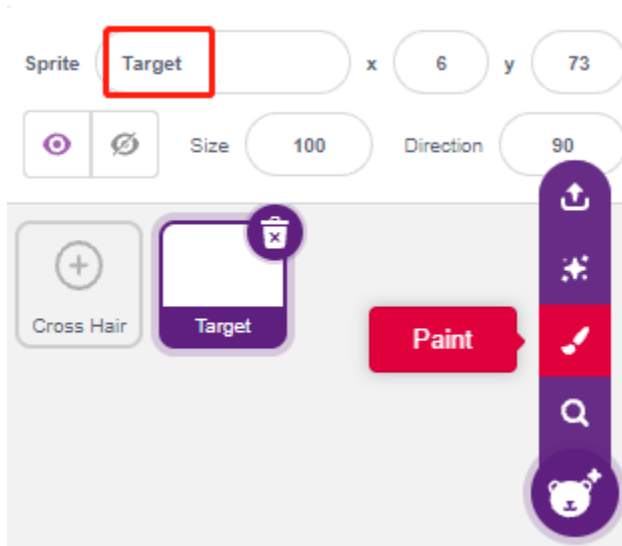 Sprite Target x 6 y 73
Size 100 Direction 90
Cross Hair Target
Paint